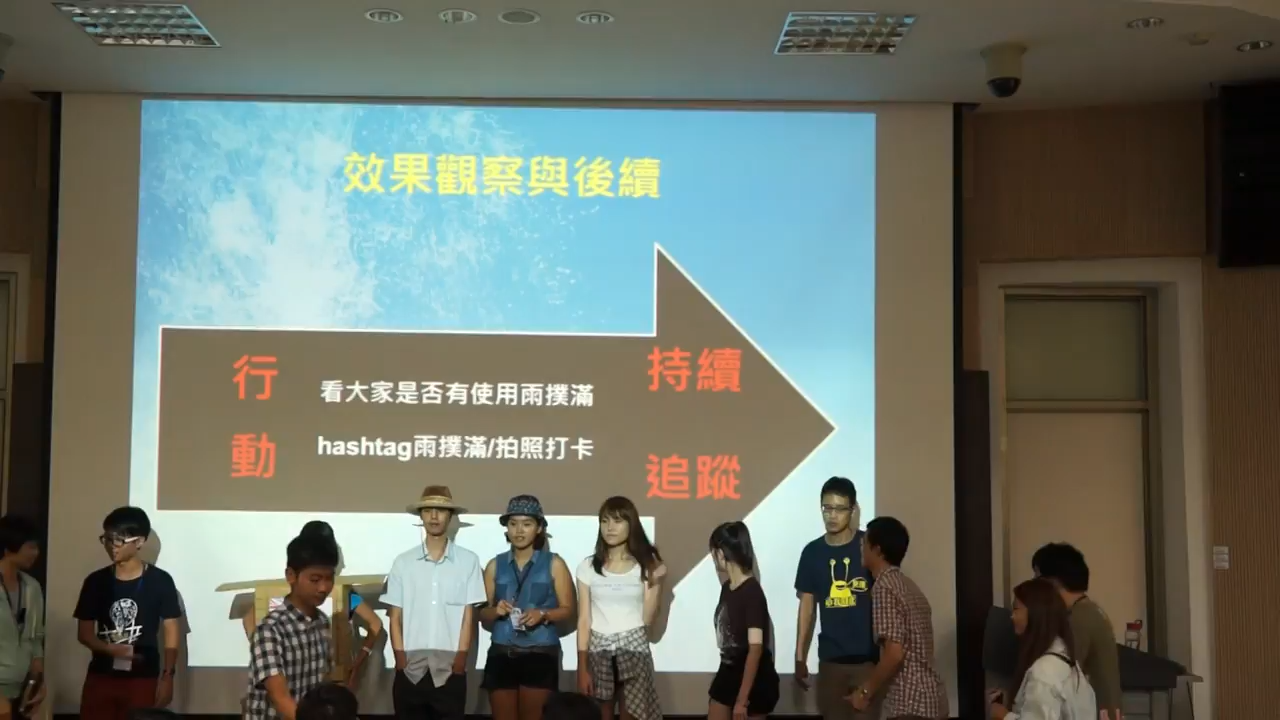 效果觀察與後續
行動
看大家是否有使用雨撲滿
hashtag雨撲滿/拍照打卡
持續
追蹤